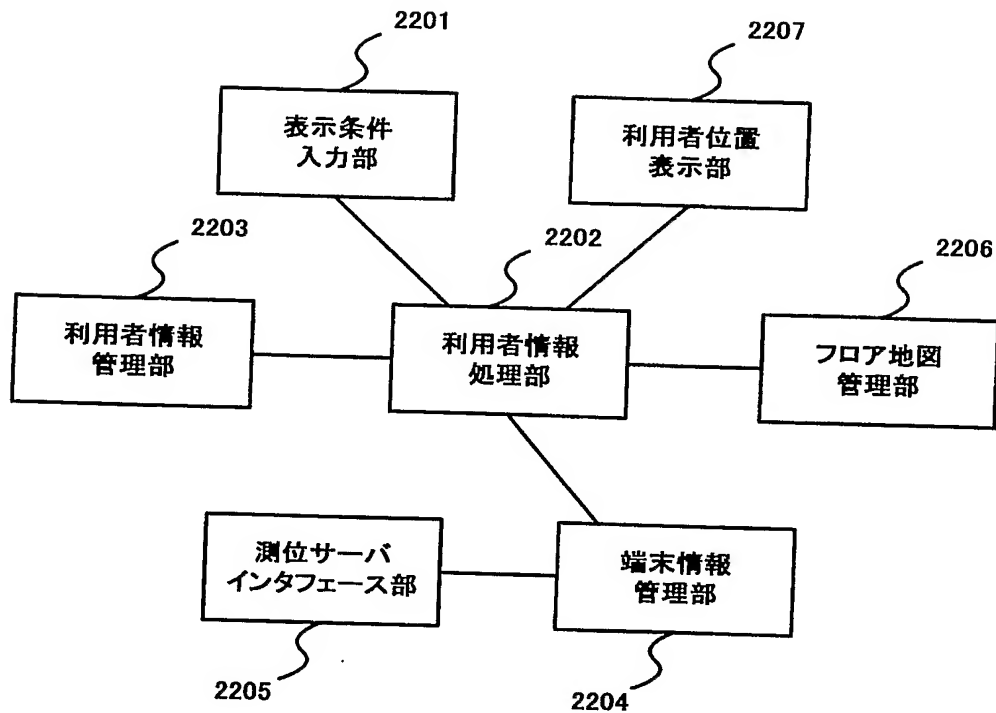 2201
2207
表示条件
入力部
利用者位置
表示部
2203
2202
2206
利用者情報
管理部
利用者情報
処理部
フロア地図
管理部
測位サーバ
インタフェース部
端末情報
管理部
2205
2204